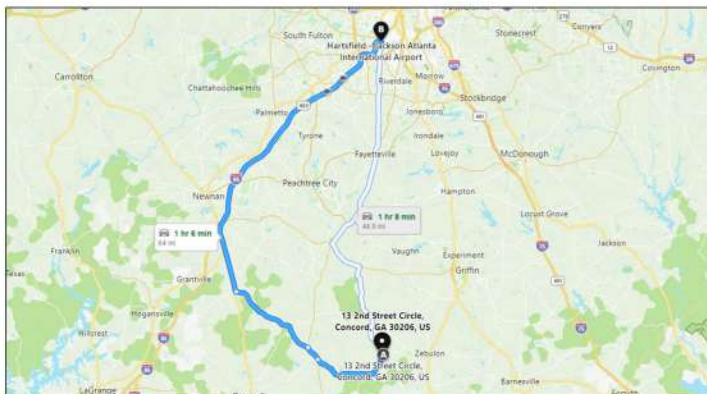 South Fulton
B
Hartsfield - Jackson Atlanta
International Airport
Stonecrest
Conyers
Covington
Carrollton
Chattahoochee Hills
Riverdale
Morrow
Stockbridge
Palmetto
Jonesboro
Tyrone
Irondale
Fayetteville
Lovejoy
McDonough
Newnan
Peachtree City
Hampton
1 hr 6 min
64 mi
1 hr 8 min
Locust Grove
Jackson
Vaughn
Experiment
Griffin
Franklin
Texas
Grantville
Hogansville
Hillcrest
13 2nd Street Circle,
Concord, GA 30206, US
A
Zebulon
13 2nd Street Circle,
Concord, GA 30206, US
Barnesville
LaGrange